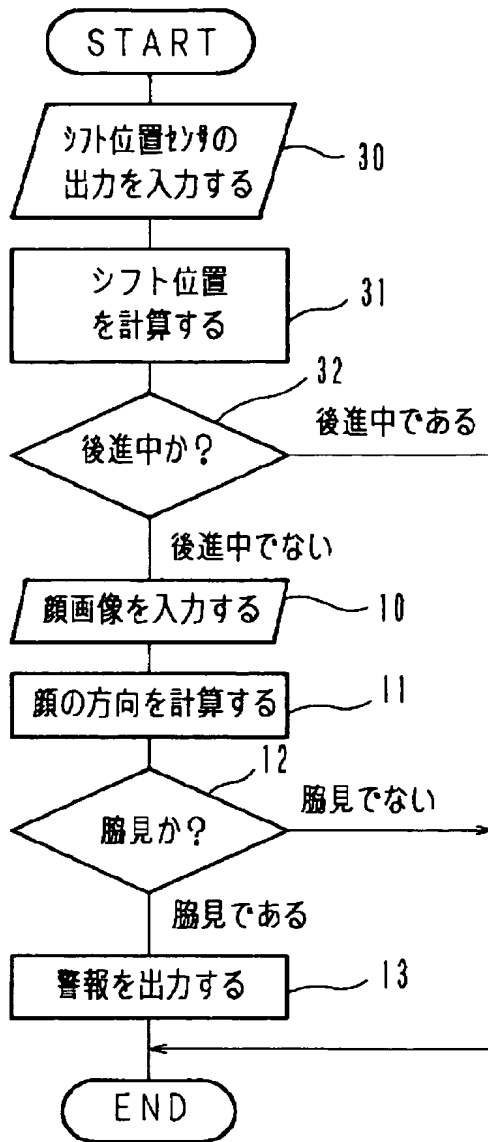 START
ｼﾌﾄ位置ｾﾝｻの
出力を入力する
30
シフト位置
を計算する
31
32
後進中か?
後進中である
後進中でない
顔画像を入力する
10
顔の方向を計算する
11
12
脇見か?
脇見でない
脇見である
警報を出力する
13
END